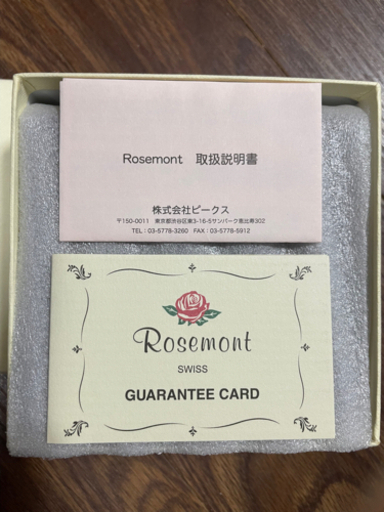 Rosemont 取扱説明書
株式会社ピークス
〒150-0011 東京都渋谷区東3-16-5サンパーク恵比寿302
TEL：03-5778-3260 FAX：03-5778-5912
Rosemont
SWISS
GUARANTEE CARD